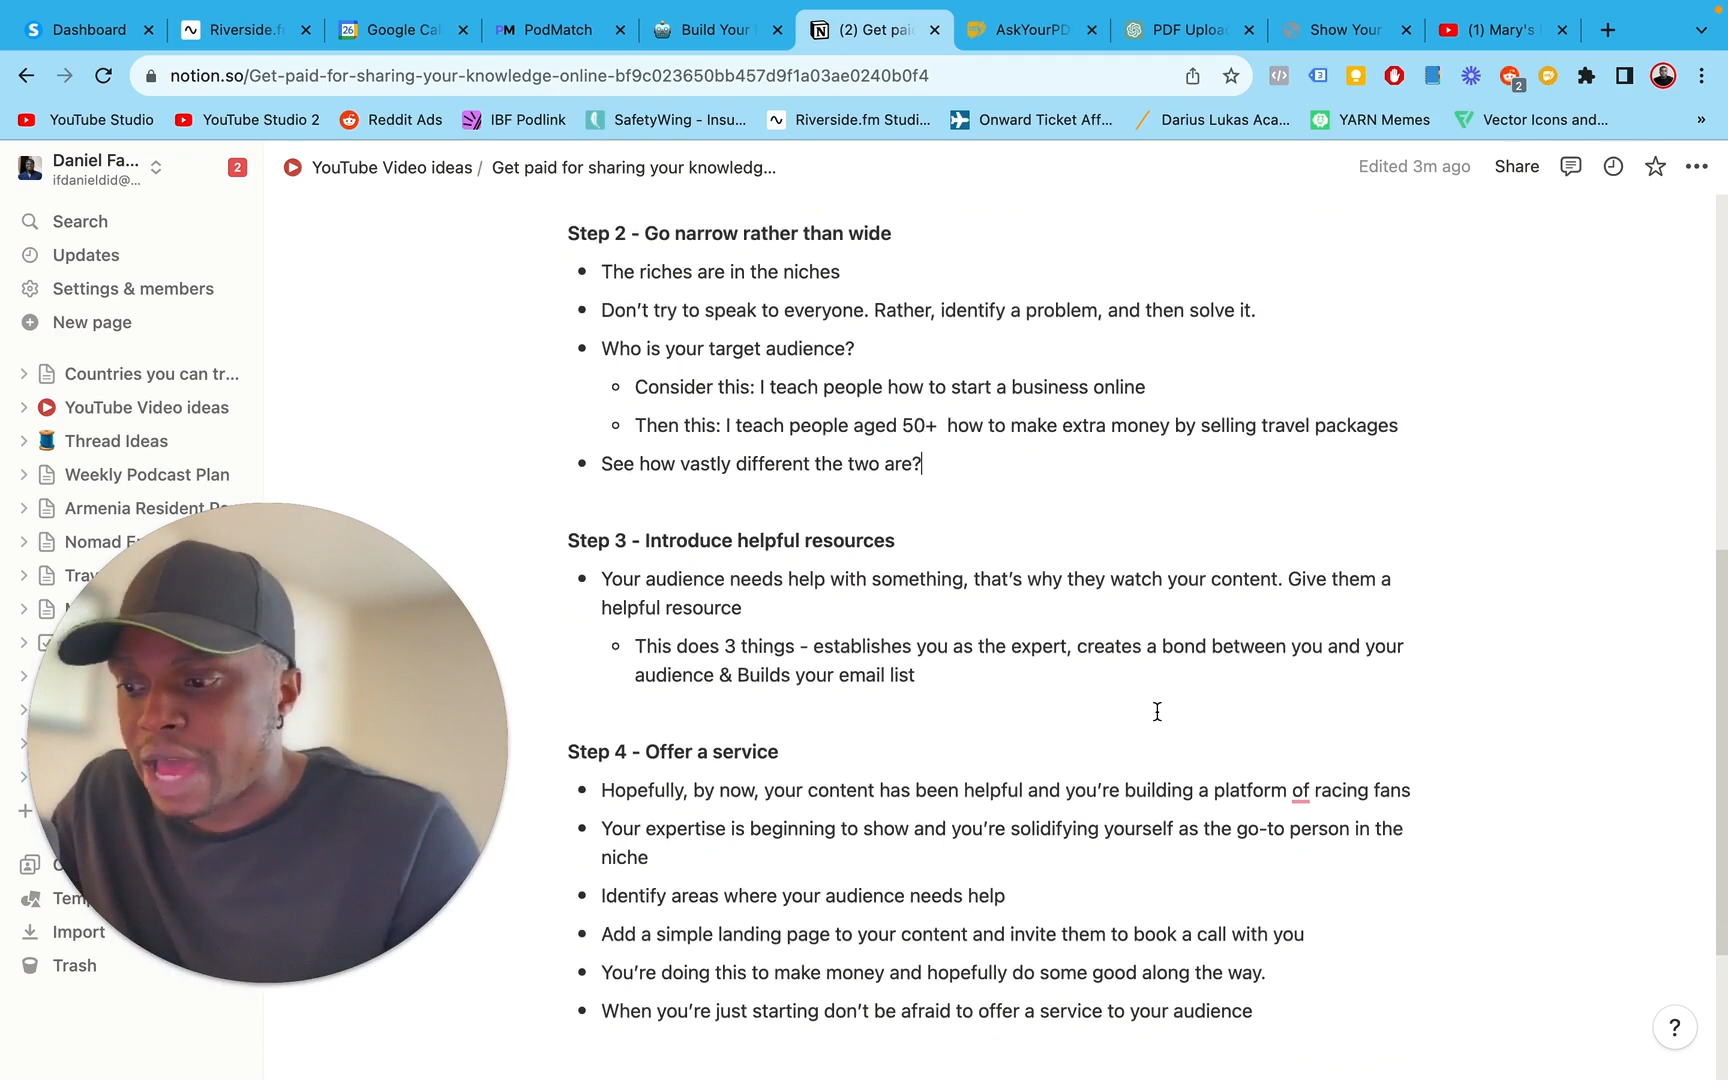 Dashboard
Riverside.f
Google Cal
PM PodMatch
Build Your
(2) Get pai
AskYourPD
PDF Uploa
Show Your
(1) Mary's
notion.so/Get-paid-for-sharing-your-knowledge-online-bf9c023650bb457d9f1a03ae0240b0f4
YouTube Studio
YouTube Studio 2
Reddit Ads
IBF Podlink
SafetyWing - Insu...
Riverside.fm Studi...
Onward Ticket Aff...
Darius Lukas Aca...
YARN Memes
Vector Icons and...
»
Daniel Fa...
ifdanieldid@...
2
YouTube Video ideas / Get paid for sharing your knowledg...
Edited 3m ago
Share
Search
Updates
Settings & members
New page
Countries you can tr...
YouTube Video ideas
Thread Ideas
Weekly Podcast Plan
Armenia Resident
Nomad
Import
Trash
Step 2 - Go narrow rather than wide
• The riches are in the niches
• Don't try to speak to everyone. Rather, identify a problem, and then solve it.
• Who is your target audience?
◦ Consider this: I teach people how to start a business online
◦ Then this: I teach people aged 50+ how to make extra money by selling travel packages
• See how vastly different the two are?
Step 3 - Introduce helpful resources
• Your audience needs help with something, that's why they watch your content. Give them a
helpful resource
◦ This does 3 things - establishes you as the expert, creates a bond between you and your
audience & Builds your email list
Step 4 - Offer a service
• Hopefully, by now, your content has been helpful and you're building a platform of racing fans
• Your expertise is beginning to show and you're solidifying yourself as the go-to person in the
niche
• Identify areas where your audience needs help
• Add a simple landing page to your content and invite them to book a call with you
• You're doing this to make money and hopefully do some good along the way.
• When you're just starting don't be afraid to offer a service to your audience
?